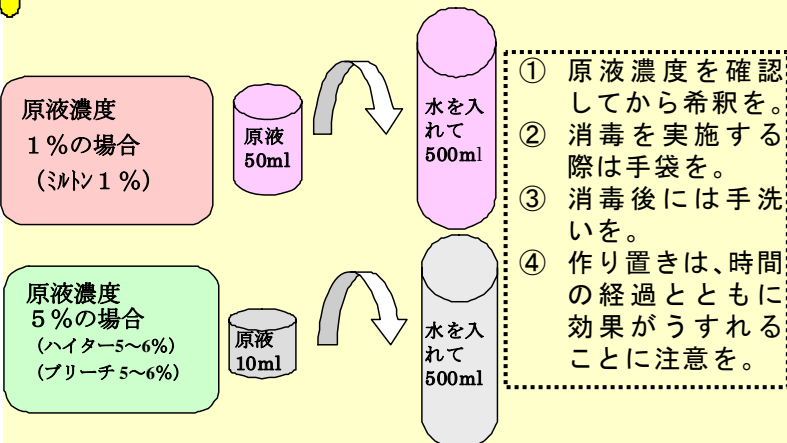 原液濃度
１％の場合
（ﾐﾙﾄﾝ１％）
原液
50ml
水を入
れて
500ml
① 原液濃度を確認
してから希釈を。
② 消毒を実施する
際は手袋を。
③ 消毒後には手洗
いを。
④ 作り置きは、時間
の経過とともに
効果がうすれる
ことに注意を。
原液濃度
５％の場合
（ハイター5～6%）
（ブリーチ 5～6%）
原液
10ml
水を入
れて
500ml